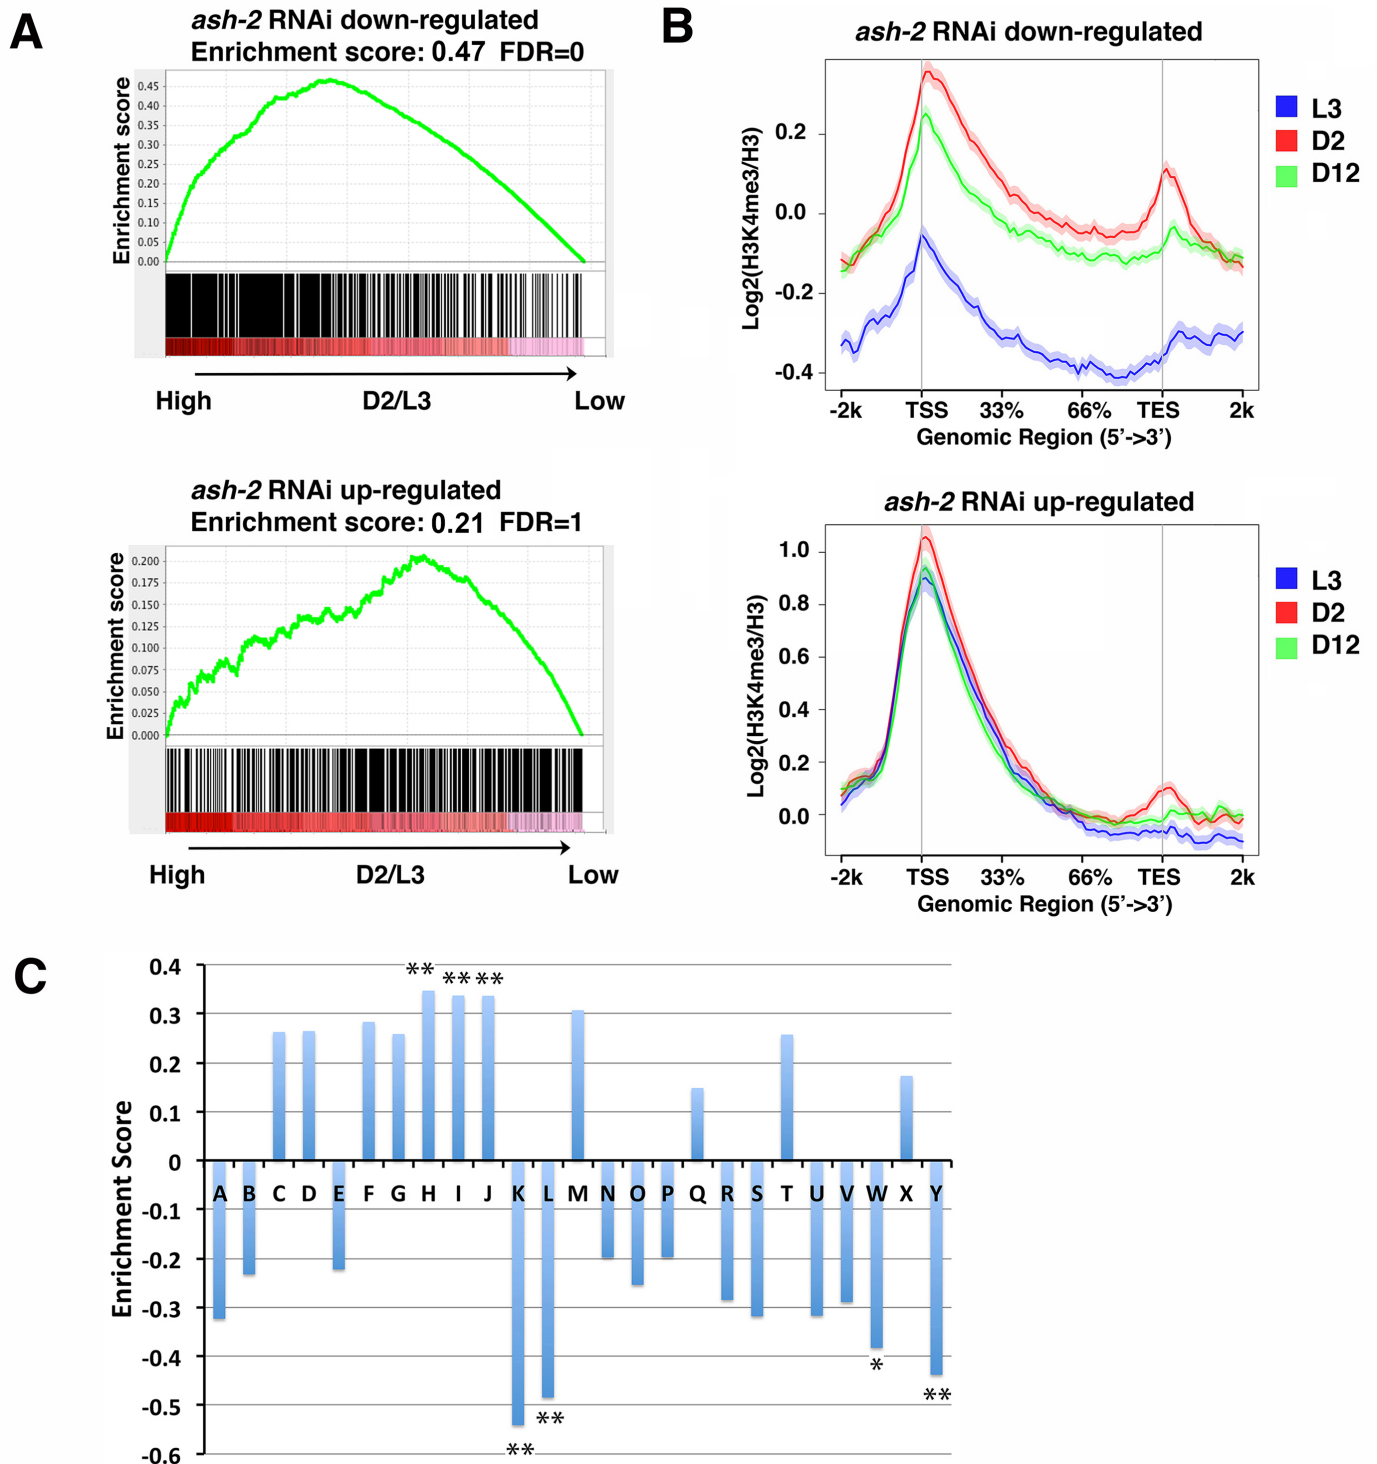 A
ash-2 RNAi down-regulated
Enrichment score: 0.47 FDR=0
Enrichment score
0.45
0.40
0.35
0.30
0.25
0.20
0.15
0.10
0.05
0.00
High
D2/L3
Low
ash-2 RNAi up-regulated
Enrichment score: 0.21 FDR=1
Enrichment score
0.200
0.175
0.150
0.125
0.100
0.075
0.050
0.025
0.000
High
D2/L3
Low
B
ash-2 RNAi down-regulated
Log2(H3K4me3/H3)
0.2
0.0
-0.2
-0.4
-2k TSS 33% 66% TES 2k
Genomic Region (5'->3')
L3
D2
D12
ash-2 RNAi up-regulated
Log2(H3K4me3/H3)
1.0
0.8
0.6
0.4
0.2
0.0
-2k TSS 33% 66% TES 2k
Genomic Region (5'->3')
L3
D2
D12
C
Enrichment Score
0.4
0.3
0.2
0.1
0
-0.1
-0.2
-0.3
-0.4
-0.5
-0.6
** ** **
A B C D E F G H I J K L M N O P Q R S T U V W X Y
*
**
**
**